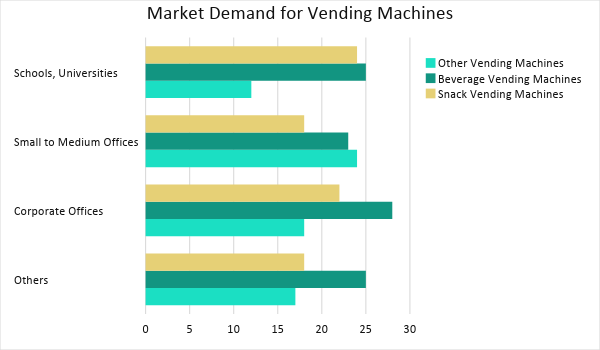 Market Demand for Vending Machines
Schools, Universities
Small to Medium Offices
Corporate Offices
Others
0 5 10 15 20 25 30
Other Vending Machines
Beverage Vending Machines
Snack Vending Machines